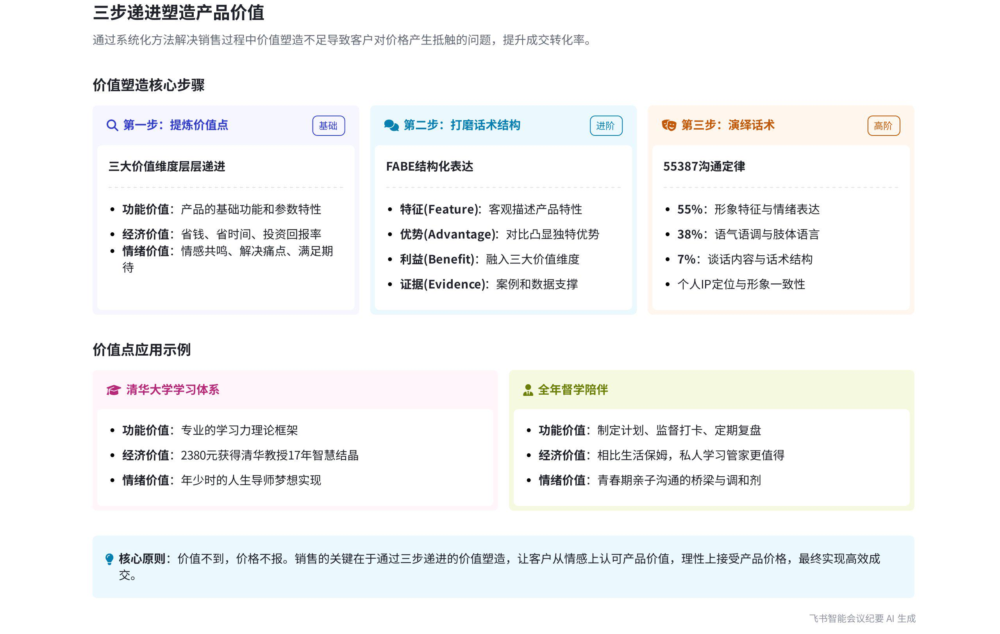 三步递进塑造产品价值
通过系统化方法解决销售过程中价值塑造不足导致客户对价格产生抵触的问题，提升成交转化率。
价值塑造核心步骤
第一步：提炼价值点
基础
三大价值维度层层递进
功能价值：产品的基础功能和参数特性
经济价值：省钱、省时间、投资回报率
情绪价值：情感共鸣、解决痛点、满足期
待
第二步：打磨话术结构
进阶
FABE结构化表达
特征(Feature)：客观描述产品特性
优势(Advantage)：对比凸显独特优势
利益(Benefit)：融入三大价值维度
证据(Evidence)：案例和数据支撑
第三步：演绎话术
高阶
55387沟通定律
55%：形象特征与情绪表达
38%：语气语调与肢体语言
7%：谈话内容与话术结构
个人IP定位与形象一致性
价值点应用示例
清华大学学习体系
功能价值：专业的学习力理论框架
经济价值：2380元获得清华教授17年智慧结晶
情绪价值：年少时的人生导师梦想实现
全年督学陪伴
功能价值：制定计划、监督打卡、定期复盘
经济价值：相比生活保姆，私人学习管家更值得
情绪价值：青春期亲子沟通的桥梁与调和剂
核心原则：价值不到，价格不报。销售的关键在于通过三步递进的价值塑造，让客户从情感上认可产品价值，理性上接受产品价格，最终实现高效成
交。
飞书智能会议纪要 AI 生成